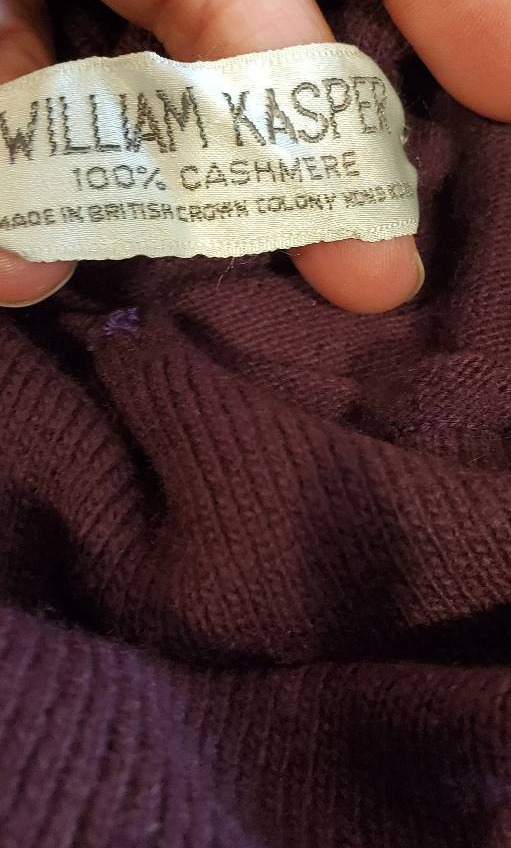 WILLIAM KASPER
100% CASHMERE
MADE IN BRITISH CROWN COLONY HONG KONG